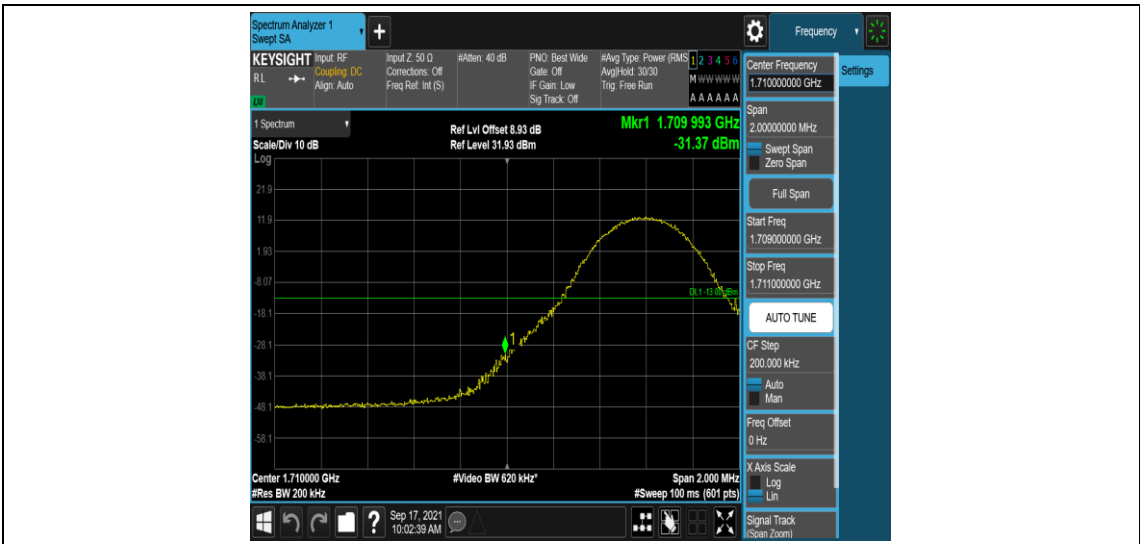 Spectrum Analyzer 1
Swept SA
Frequency
KEYSIGHT
RL
LXI
Input: RF
Coupling: DC
Align: Auto
Input Z: 50 Ω
Corrections: Off
Freq Ref: Int (S)
#Atten: 40 dB
PNO: Best Wide
Gate: Off
IF Gain: Low
Sig Track: Off
#Avg Type: Power (RMS
Avg|Hold: 30/30
Trig: Free Run
1 2 3 4 5 6
M W W W W W
A A A A A A
1 Spectrum
Scale/Div 10 dB
Log
Ref Lvl Offset 8.93 dB
Ref Level 31.93 dBm
Mkr1 1.709 993 GHz
-31.37 dBm
21.9
11.9
1.93
-8.07
-18.1
-28.1
-38.1
-48.1
-58.1
DL1 -13.00 dBm
1
Center 1.710000 GHz
#Res BW 200 kHz
#Video BW 620 kHz*
Span 2.000 MHz
#Sweep 100 ms (601 pts)
Sep 17, 2021
10:02:39 AM
Center Frequency
1.710000000 GHz
Settings
Span
2.00000000 MHz
Swept Span
Zero Span
Full Span
Start Freq
1.709000000 GHz
Stop Freq
1.711000000 GHz
AUTO TUNE
CF Step
200.000 kHz
Auto
Man
Freq Offset
0 Hz
X Axis Scale
Log
Lin
Signal Track
(Span Zoom)